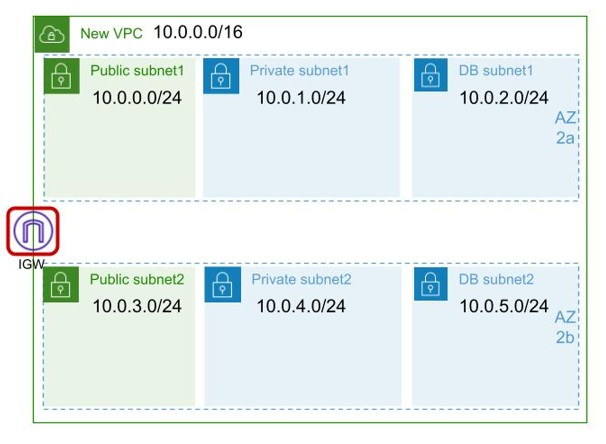 New VPC 10.0.0.0/16
Public subnet1
10.0.0.0/24
Private subnet1
10.0.1.0/24
DB subnet1
10.0.2.0/24
AZ
2a
IGW
Public subnet2
10.0.3.0/24
Private subnet2
10.0.4.0/24
DB subnet2
10.0.5.0/24
AZ
2b